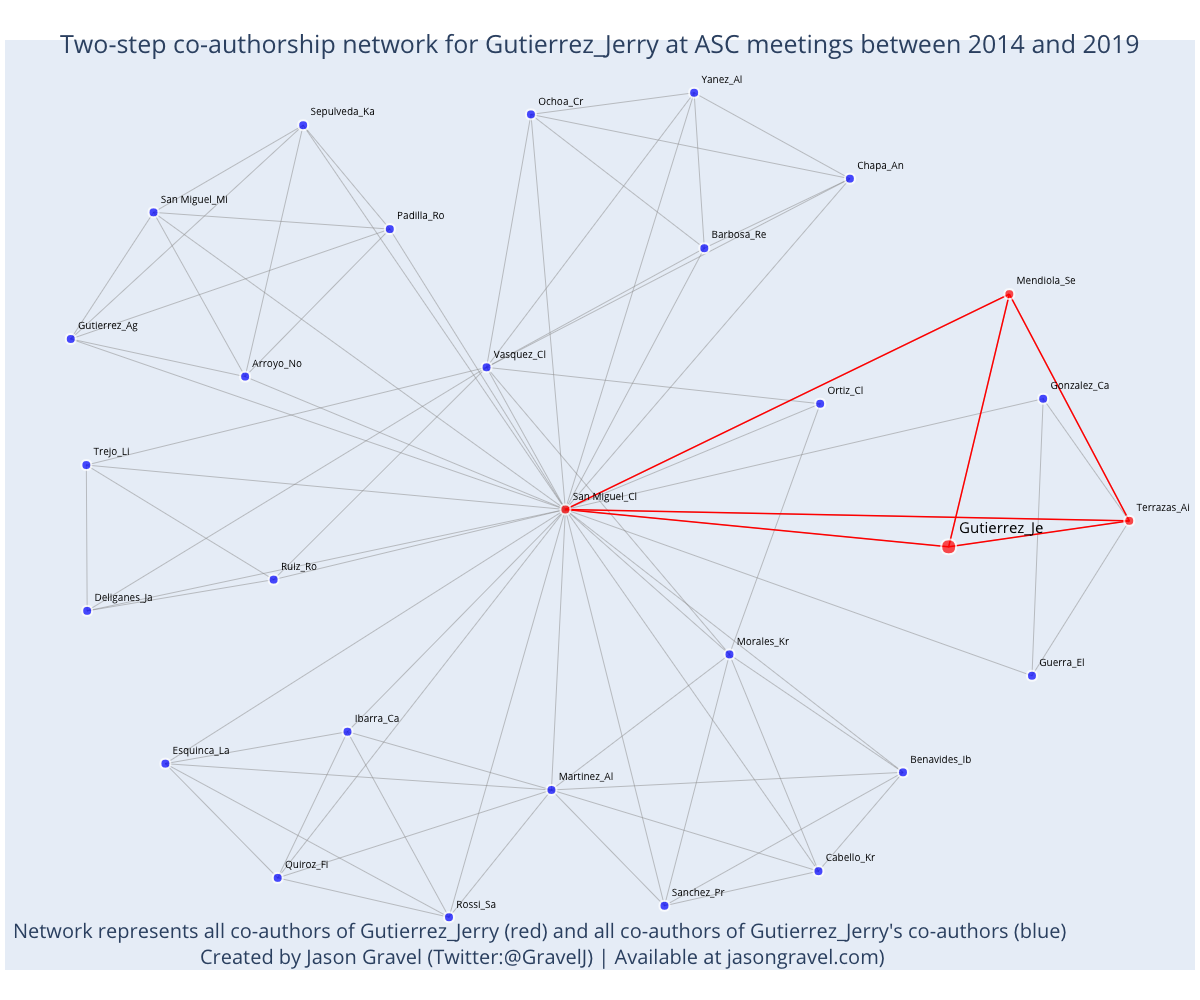 Two-step co-authorship network for Gutierrez_Jerry at ASC meetings between 2014 and 2019
Yanez_Al
Ochoa_Cr
Sepulveda_Ka
Chapa_An
San Miguel_Mi
Padilla_Ro
Barbosa_Re
Mendiola_Se
Gutierrez_Ag
Vasquez_Cl
Arroyo_No
Gonzalez_Ca
Ortiz_Cl
Trejo_Li
San Miguel_Cl
Terrazas_Al
Gutierrez_Je
Ruiz_Ro
Deliganes_Ja
Morales_Kr
Guerra_El
Ibarra_Ca
Esquinca_La
Benavides_Ib
Martinez_Al
Cabello_Kr
Quiroz_Fi
Sanchez_Pr
Rossi_Sa
Network represents all co-authors of Gutierrez_Jerry (red) and all co-authors of Gutierrez_Jerry's co-authors (blue)
Created by Jason Gravel (Twitter:@GravelJ) | Available at jasongravel.com)